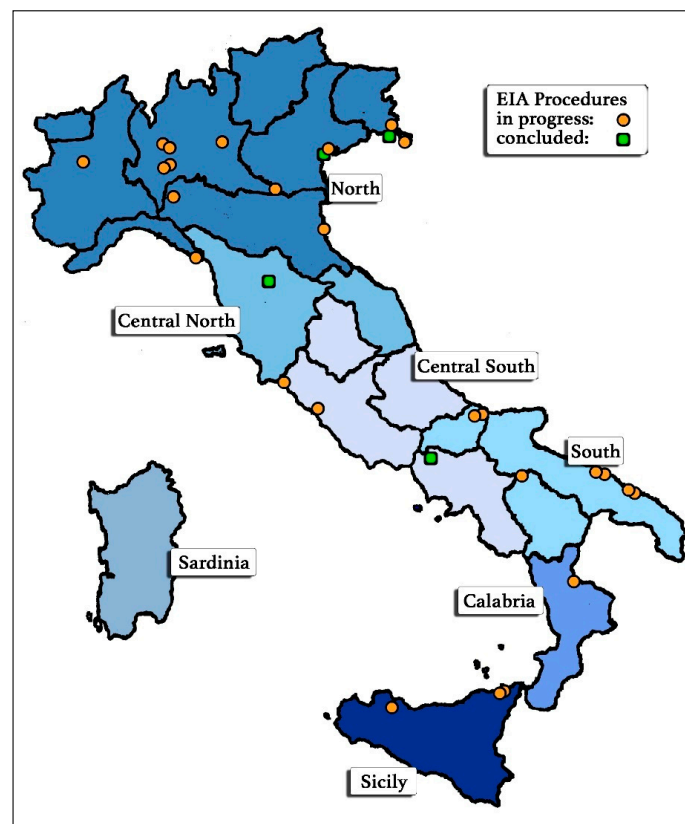 EIA Procedures
in progress:
concluded:
North
Central North
Central South
South
Sardinia
Calabria
Sicily